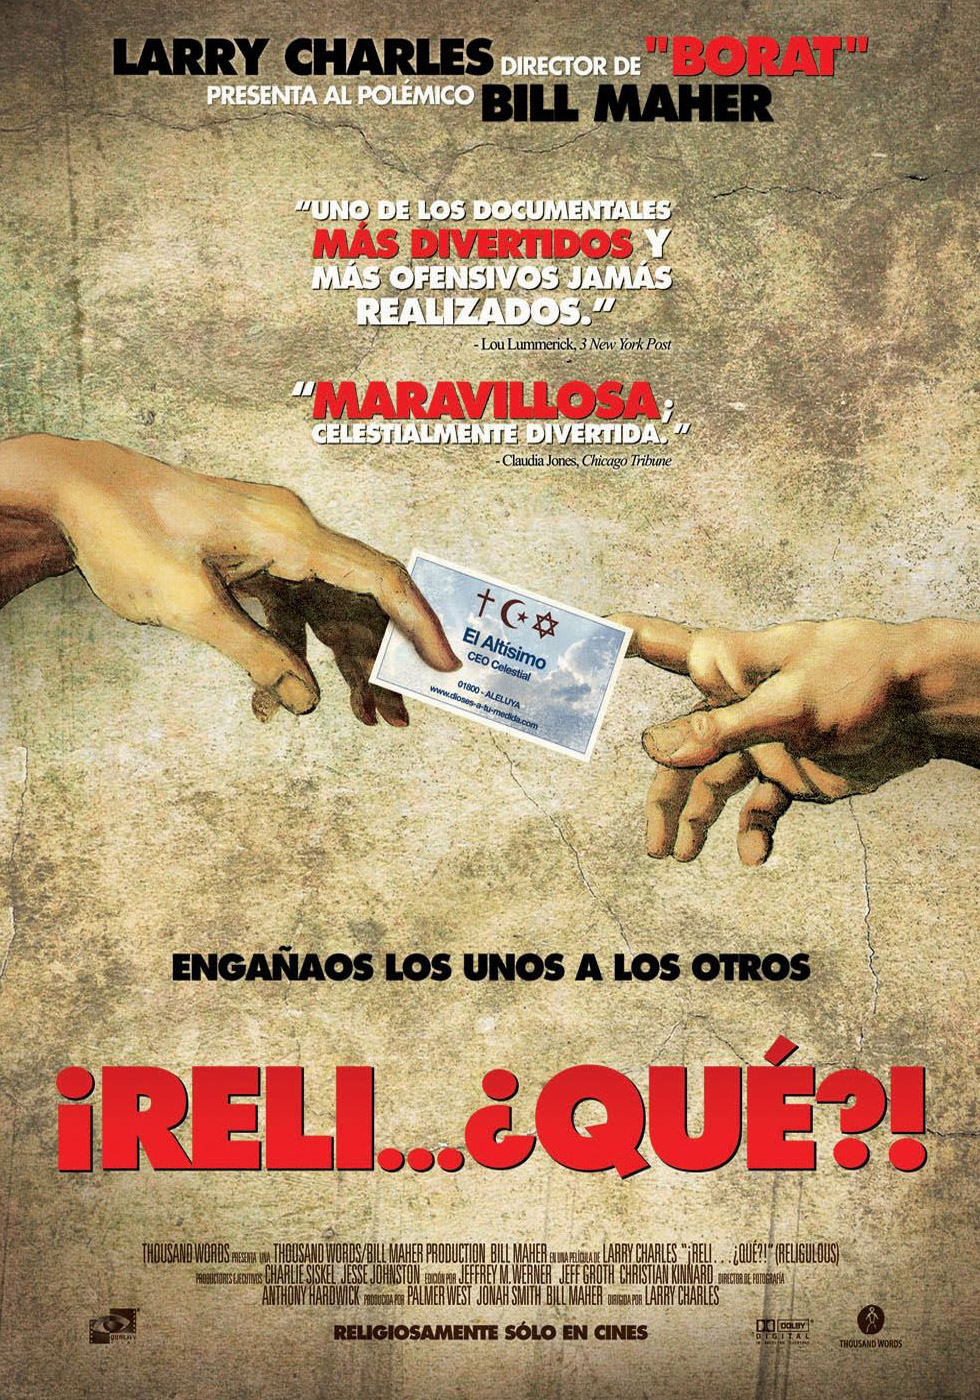 LARRY CHARLES DIRECTOR DE "BORAT"
PRESENTA AL POLÉMICO BILL MAHER
"UNO DE LOS DOCUMENTALES
MÁS DIVERTIDOS Y
MÁS OFENSIVOS JAMÁS
REALIZADOS."
- Lou Lummerick, 3 New York Post
"MARAVILLOSA;
CELESTIALMENTE DIVERTIDA."
- Claudia Jones, Chicago Tribune
El Altísimo
CEO Celestial
01800 - ALELUYA
www.dioses-a-tu-medida.com
ENGAÑAOS LOS UNOS A LOS OTROS
¡RELI...¿QUÉ?!
THOUSAND WORDS PRESENTA UNA THOUSAND WORDS/BILL MAHER PRODUCTION BILL MAHER EN UNA PELÍCULA DE LARRY CHARLES "¡RELI...¿QUÉ?!" (RELIGULOUS)
PRODUCTORES EJECUTIVOS CHARLIE SISKEL JESSE JOHNSTON EDICIÓN POR JEFFREY M. WERNER JEFF GROTH CHRISTIAN KINNARD DIRECTOR DE FOTOGRAFÍA
ANTHONY HARDWICK PRODUCIDA POR PALMER WEST JONAH SMITH BILL MAHER DIRIGIDA POR LARRY CHARLES
RELIGIOSAMENTE SÓLO EN CINES
DOLBY
DIGITAL
THOUSAND WORDS